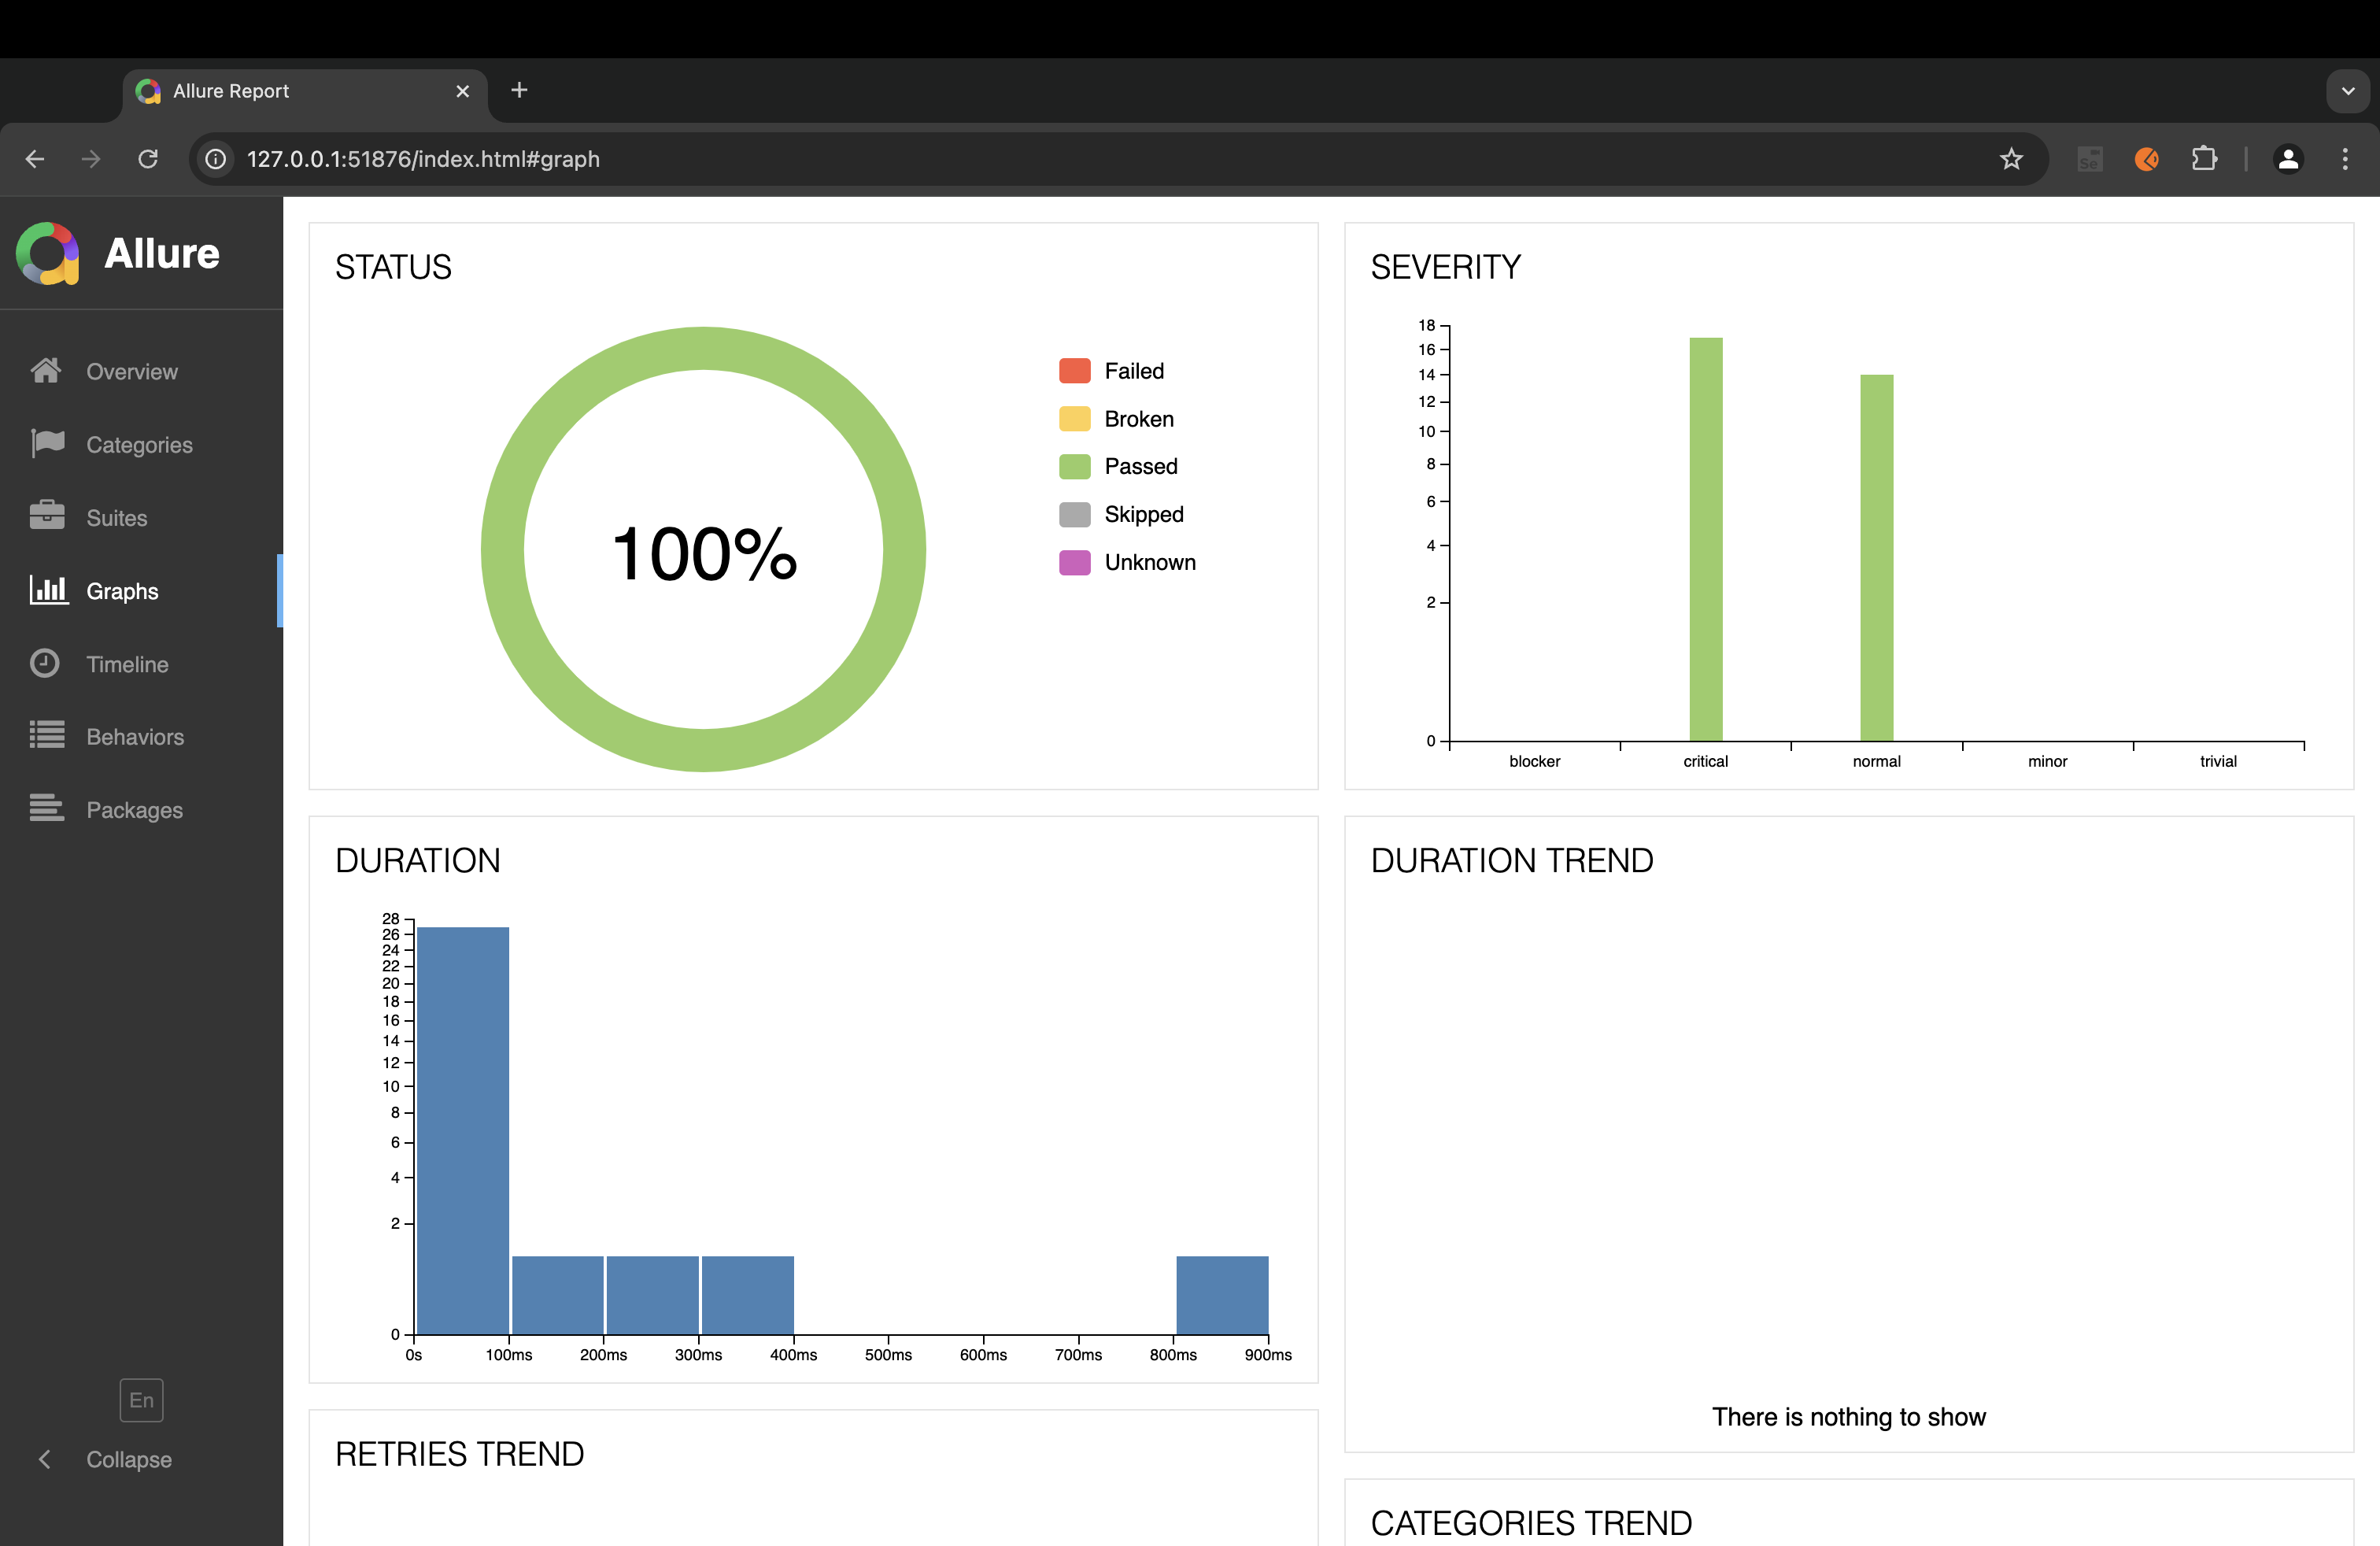 Allure Report
127.0.0.1:51876/index.html#graph
Se
Allure
Overview
Categories
Suites
Graphs
Timeline
Behaviors
Packages
En
Collapse
STATUS
100%
Failed
Broken
Passed
Skipped
Unknown
SEVERITY
18
16
14
12
10
8
6
4
2
0
blocker critical normal minor trivial
DURATION
28
26
24
22
20
18
16
14
12
10
8
6
4
2
0
0s 100ms 200ms 300ms 400ms 500ms 600ms 700ms 800ms 900ms
DURATION TREND
There is nothing to show
RETRIES TREND
CATEGORIES TREND